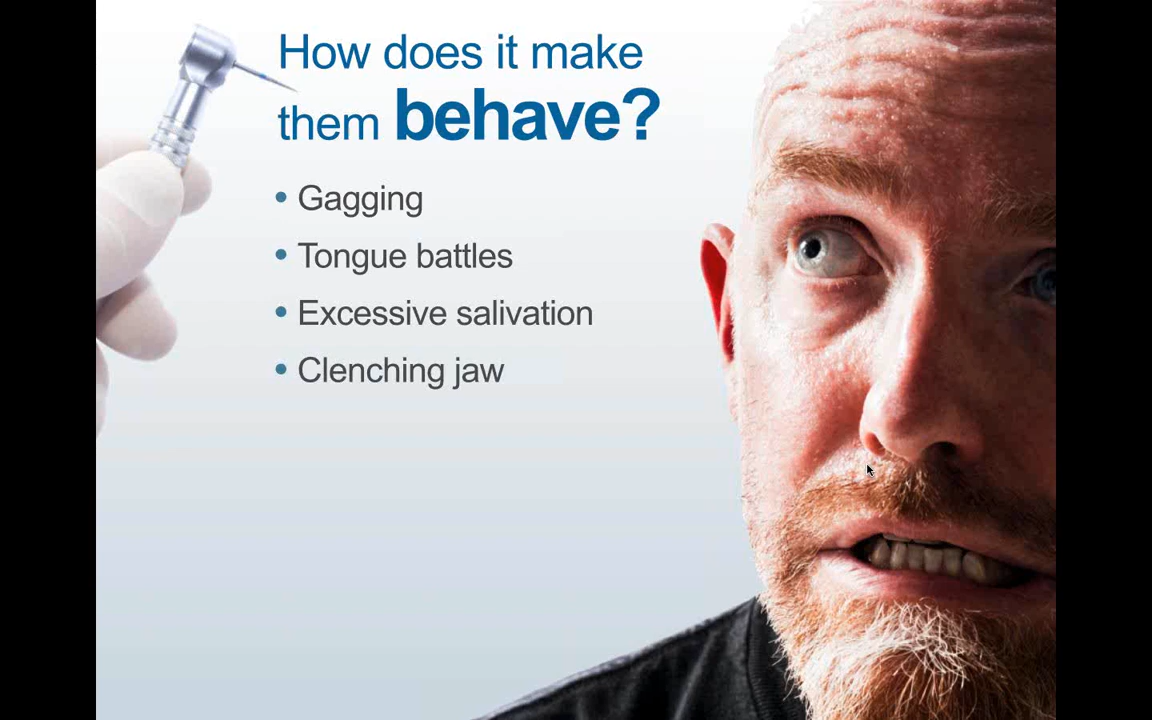 How does it make
them behave?
• Gagging
• Tongue battles
• Excessive salivation
• Clenching jaw